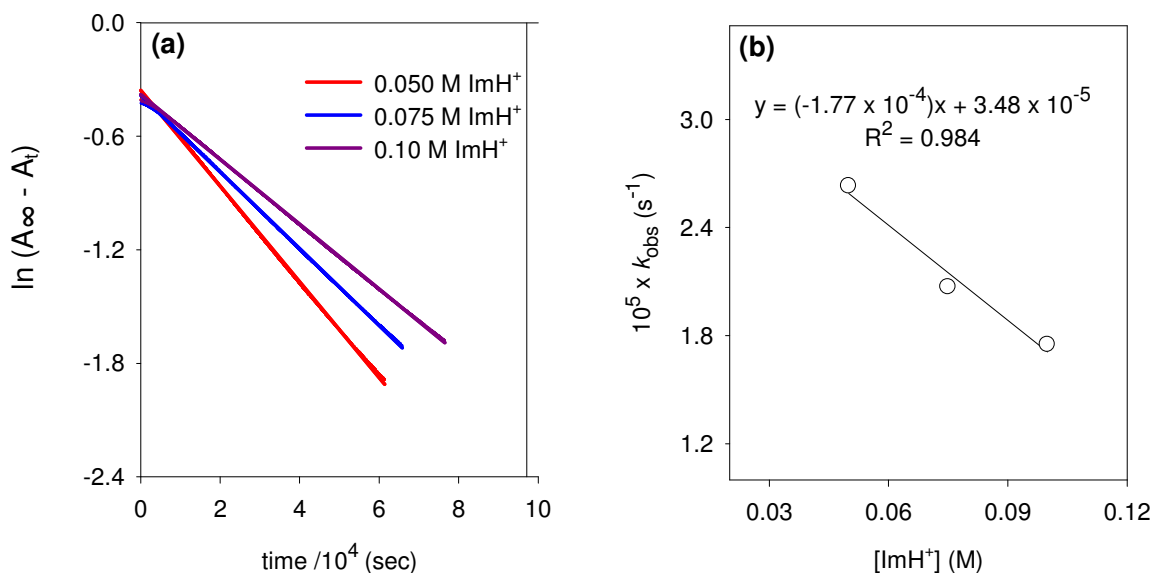 (a)
0.050 M ImH⁺
0.075 M ImH⁺
0.10 M ImH⁺
ln (A∞ - Aₜ)
0.0
-0.6
-1.2
-1.8
-2.4
0
2
4
6
8
10
time /10⁴ (sec)
(b)
y = (-1.77 x 10⁻⁴)x + 3.48 x 10⁻⁵
R² = 0.984
10⁵ x k_obs (s⁻¹)
3.0
2.4
1.8
1.2
0.03
0.06
0.09
0.12
[ImH⁺] (M)